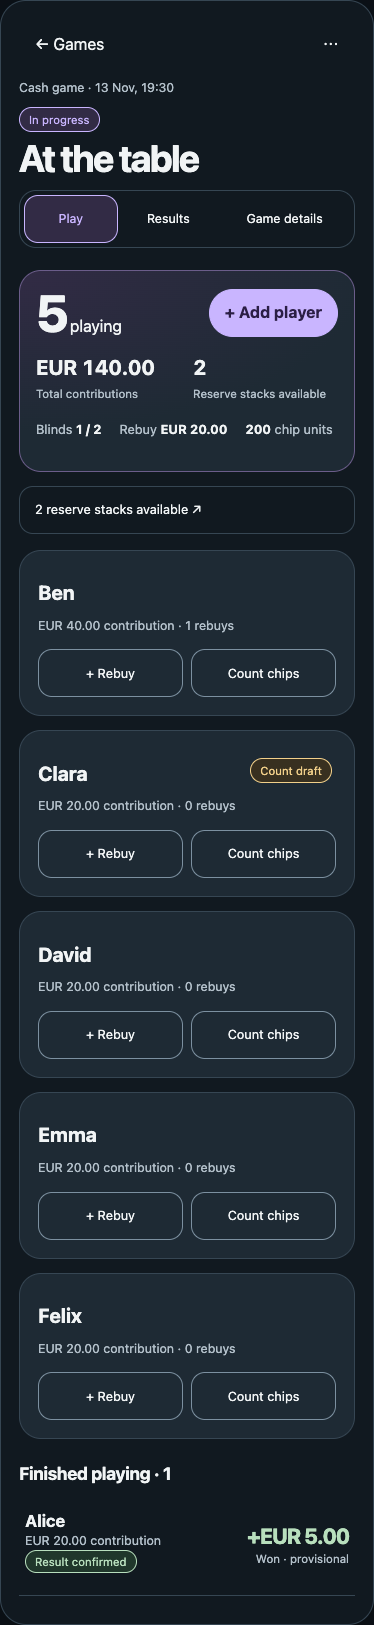 ← Games
···
Cash game · 13 Nov, 19:30
In progress
At the table
Play
Results
Game details
5 playing
+ Add player
EUR 140.00
2
Total contributions
Reserve stacks available
Blinds 1 / 2 Rebuy EUR 20.00 200 chip units
2 reserve stacks available ↗
Ben
EUR 40.00 contribution · 1 rebuys
+ Rebuy
Count chips
Clara
Count draft
EUR 20.00 contribution · 0 rebuys
+ Rebuy
Count chips
David
EUR 20.00 contribution · 0 rebuys
+ Rebuy
Count chips
Emma
EUR 20.00 contribution · 0 rebuys
+ Rebuy
Count chips
Felix
EUR 20.00 contribution · 0 rebuys
+ Rebuy
Count chips
Finished playing · 1
Alice
EUR 20.00 contribution
Result confirmed
+EUR 5.00
Won · provisional